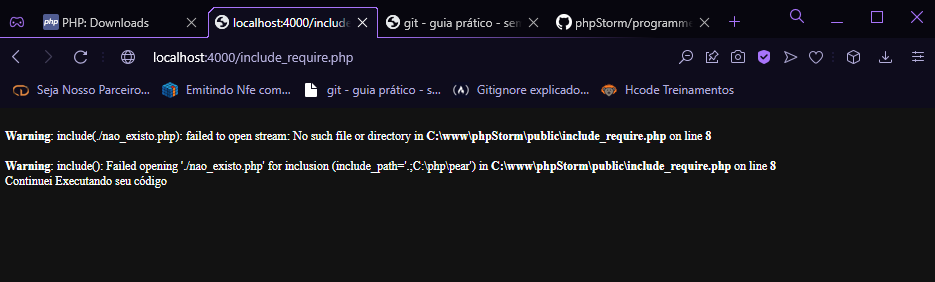 PHP: Downloads
localhost:4000/include
git - guia prático - sen
phpStorm/programme
localhost:4000/include_require.php
Seja Nosso Parceiro...
Emitindo Nfe com...
git - guia prático - s...
Gitignore explicado...
Hcode Treinamentos
Warning: include(./nao_existo.php): failed to open stream: No such file or directory in C:\www\phpStorm\public\include_require.php on line 8
Warning: include(): Failed opening './nao_existo.php' for inclusion (include_path='.;C:\php\pear') in C:\www\phpStorm\public\include_require.php on line 8
Continuei Executando seu código